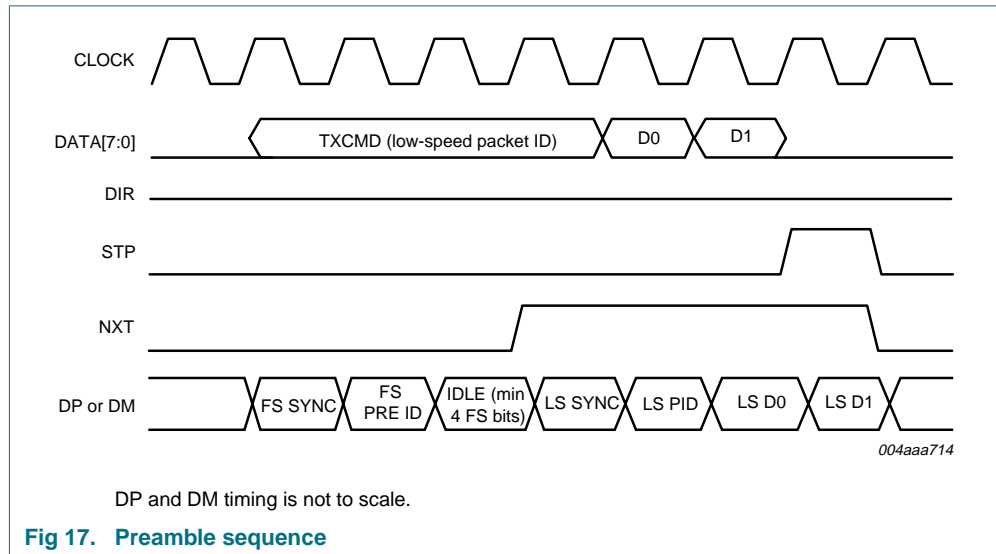 CLOCK
DATA[7:0]
TXCMD (low-speed packet ID)
D0
D1
DIR
STP
NXT
DP or DM
FS SYNC
FS
PRE ID
IDLE (min
4 FS bits)
LS SYNC
LS PID
LS D0
LS D1
004aaa714
DP and DM timing is not to scale.
Fig 17. Preamble sequence